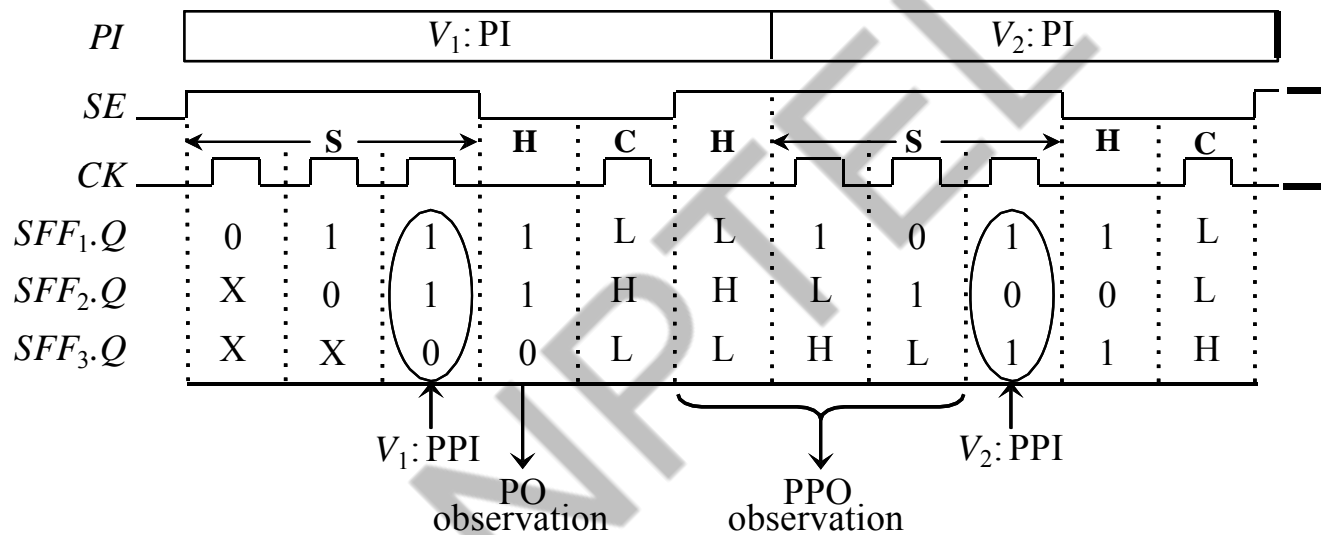 PI V₁: PI V₂: PI
SE
S H C H S H C
CK
SFF₁.Q 0 1 1 1 L L 1 0 1 1 L
SFF₂.Q X 0 1 1 H H L 1 0 0 L
SFF₃.Q X X 0 0 L L H L 1 1 H
V₁: PPI V₂: PPI
PO PPO
observation observation
NPTEL